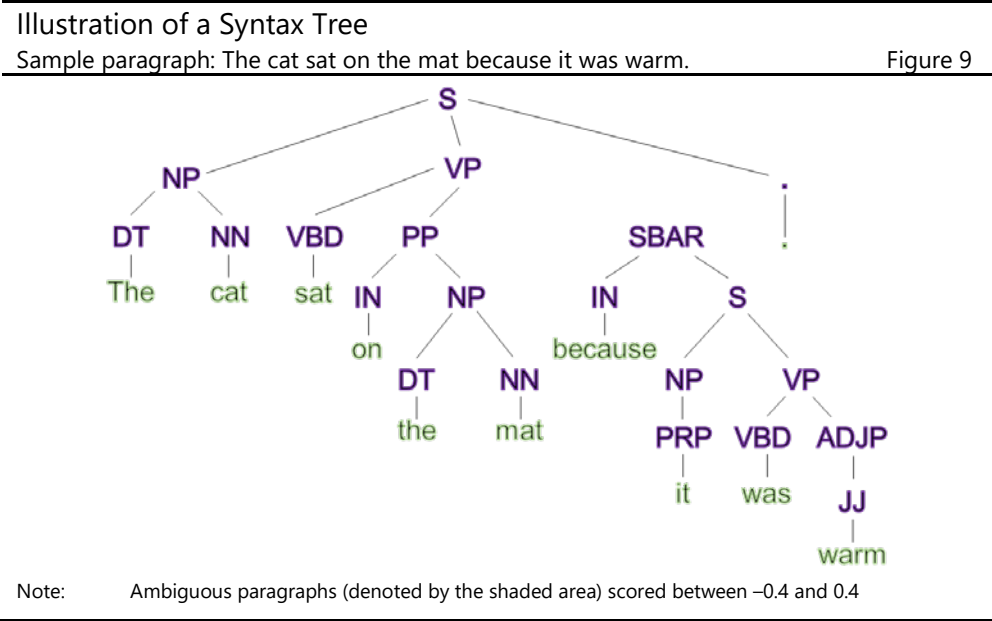 Illustration of a Syntax Tree
Sample paragraph: The cat sat on the mat because it was warm. Figure 9
S
NP VP .
DT NN VBD PP SBAR .
The cat sat IN NP IN S
on because
DT NN NP VP
the mat PRP VBD ADJP
it was JJ
warm
Note: Ambiguous paragraphs (denoted by the shaded area) scored between –0.4 and 0.4